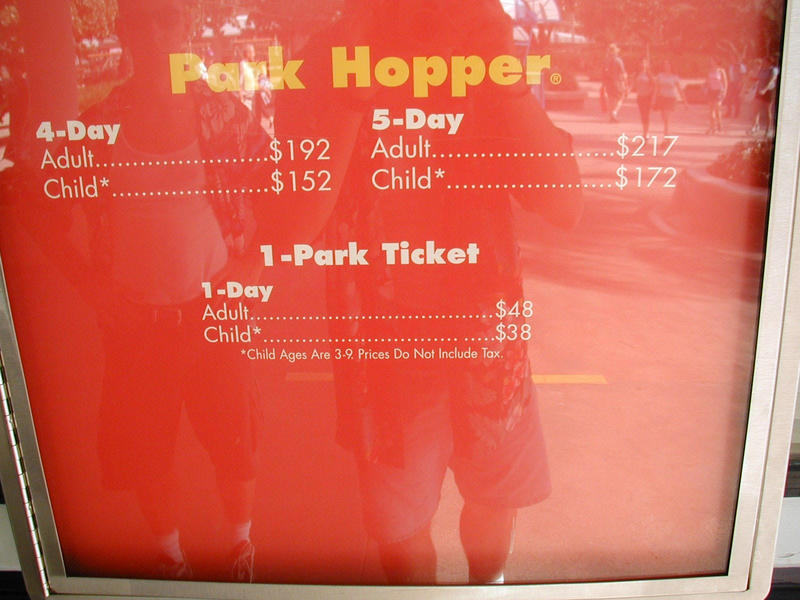 Park Hopper®
4-Day
Adult........................$192
Child*......................$152
5-Day
Adult.........................$217
Child*.......................$172
1-Park Ticket
1-Day
Adult...................................$48
Child*............................ .....$38
*Child Ages Are 3-9. Prices Do Not Include Tax.